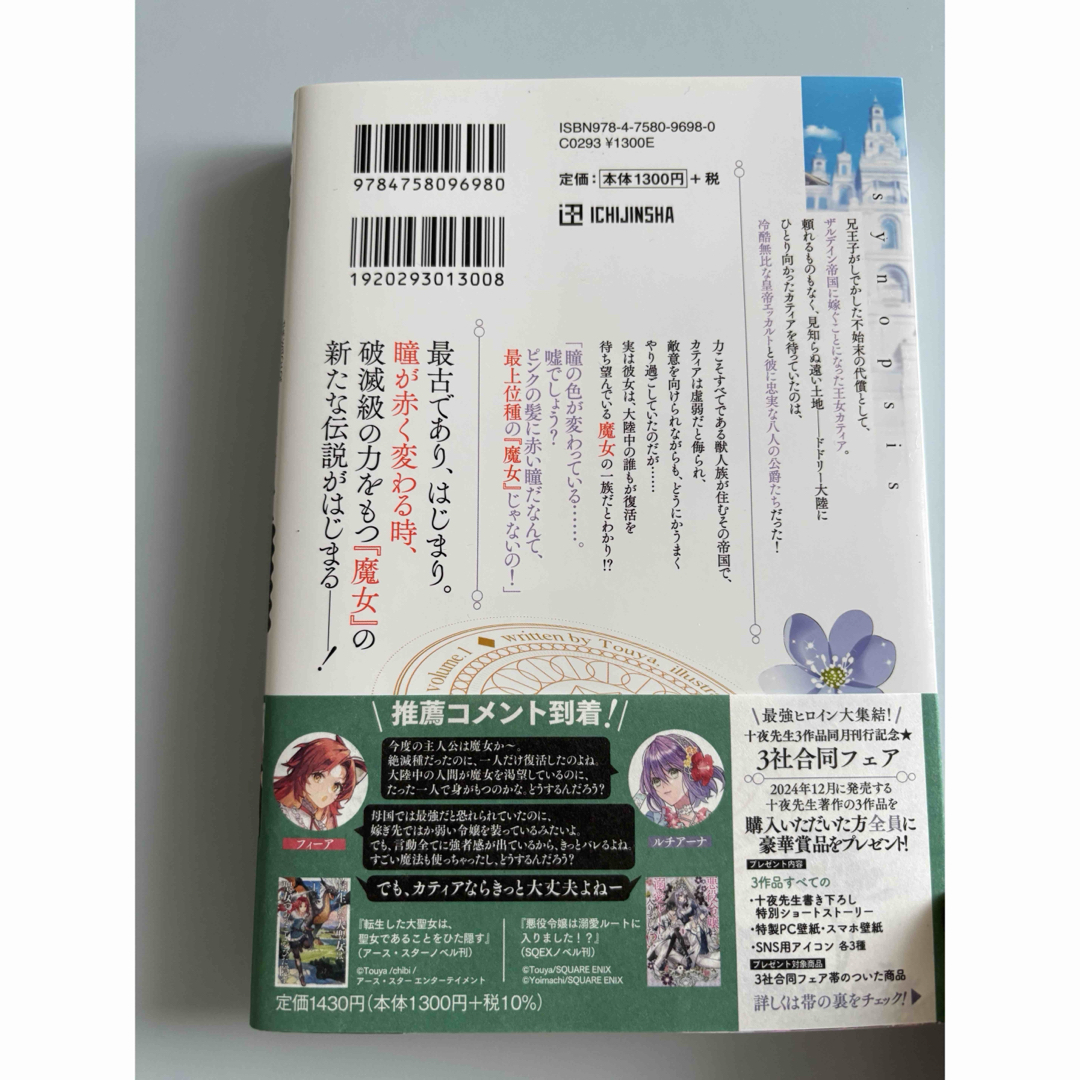 ISBN978-4-7580-9698-0
C0293 ¥1300E
定価：本体1300円＋税
ICHIJINSHA
9784758096980
1920293013008
synopsis
兄王子がしでかした不始末の代償として、
ザルデイン帝国に嫁ぐことになった王女カティア。
頼れるものもなく、見知らぬ遠い土地――ドドリー大陸に
ひとり向かったカティアを待っていたのは、
冷酷無比な皇帝エッカルトと彼に忠実な八人の公爵たちだった！
力こそすべてである獣人族が住むその帝国で、
カティアは虚弱だと侮られ、
敵意を向けられながらも、どうにかうまく
やり過ごしていたのだが……
実は彼女は、大陸中の誰もが復活を
待ち望んでいる魔女の一族だとわかり!?
「瞳の色が変わっている……。
嘘でしょう？
ピンクの髪に赤い瞳だなんて、
最上位種の『魔女』じゃないの！」
最古であり、はじまり。
瞳が赤く変わる時、
破滅級の力をもつ『魔女』の
新たな伝説がはじまる――！
volume.1 written by Touya. illustr
推薦コメント到着！
今度の主人公は魔女か～。
絶滅種だったのに、一人だけ復活したのよね。
大陸中の人間が魔女を渇望しているのに、
たった一人で身がもつのかな。どうするんだろう？
フィーア
母国では最強だと恐れられていたのに、
嫁ぎ先ではか弱い令嬢を装っているみたいよ。
でも、言動全てに強者感が出ているから、きっとバレるよね。
すごい魔法も使っちゃったし、どうするんだろう？
ルチアーナ
でも、カティアならきっと大丈夫よねー
『転生した大聖女は、
聖女であることをひた隠す』
（アース・スターノベル刊）
©Touya /chibi /
アース・スター エンターテイメント
『悪役令嬢は溺愛ルートに
入りました！？』
（SQEXノベル刊）
©Touya/SQUARE ENIX
©Yoimachi/SQUARE ENIX
定価1430円（本体1300円＋税10%）
最強ヒロイン大集結！
十夜先生3作品同月刊行記念★
3社合同フェア
2024年12月に発売する
十夜先生著作の3作品を
購入いただいた方全員に
豪華賞品をプレゼント！
プレゼント内容
3作品すべての
・十夜先生書き下ろし
特別ショートストーリー
・特製PC壁紙・スマホ壁紙
・SNS用アイコン 各3種
プレゼント対象商品
3社合同フェア帯のついた商品
詳しくは帯の裏をチェック！▶